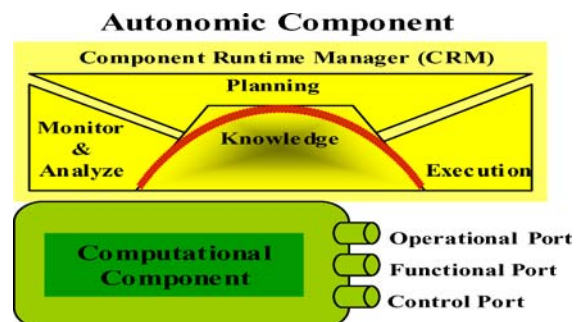 Autonomic Component
Component Runtime Manager (CRM)
Planning
Monitor
&
Analyze
Knowledge
Execution
Computational
Component
Operational Port
Functional Port
Control Port